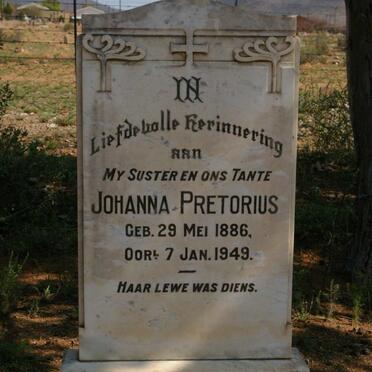 IN
Liefdevolle Herinnering
AAN
MY SUSTER EN ONS TANTE
JOHANNA PRETORIUS
GEB. 29 MEI 1886,
OORL. 7 JAN. 1949.
HAAR LEWE WAS DIENS.